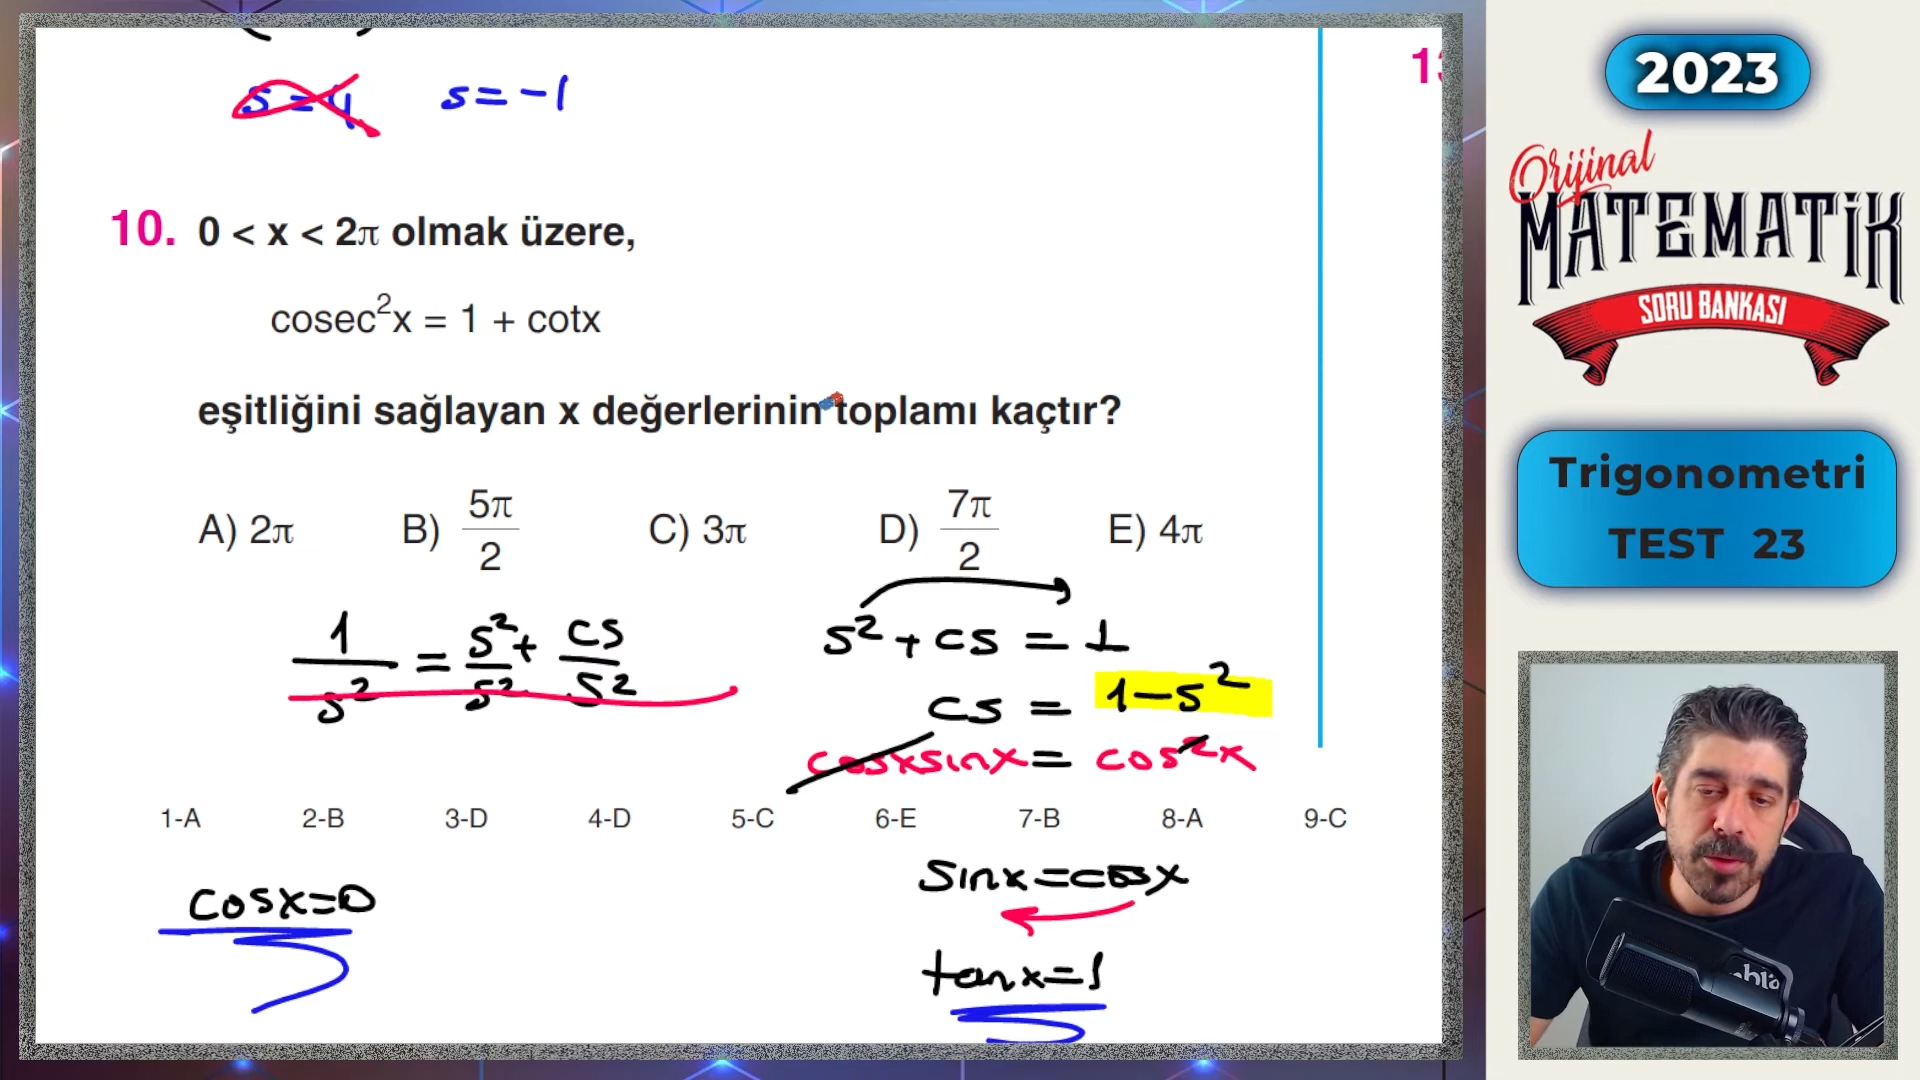 s = 4 s = -1
10. 0 < x < 2π olmak üzere,
cosec²x = 1 + cotx
eşitliğini sağlayan x değerlerinin toplamı kaçtır?
A) 2π B) 5π/2 C) 3π D) 7π/2 E) 4π
1/s² = s²/s² + cs/s²
s² + cs = 1
cs = 1-s²
cosxsinx = cos²x
1-A 2-B 3-D 4-D 5-C 6-E 7-B 8-A 9-C
cosx=0
sinx=cosx
tanx=1
2023
Orijinal
MATEMATİK
SORU BANKASI
Trigonometri
TEST 23